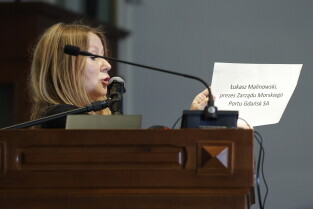 Łukasz Malinowski,
prezes Zarządu Morskiego
Portu Gdańsk SA